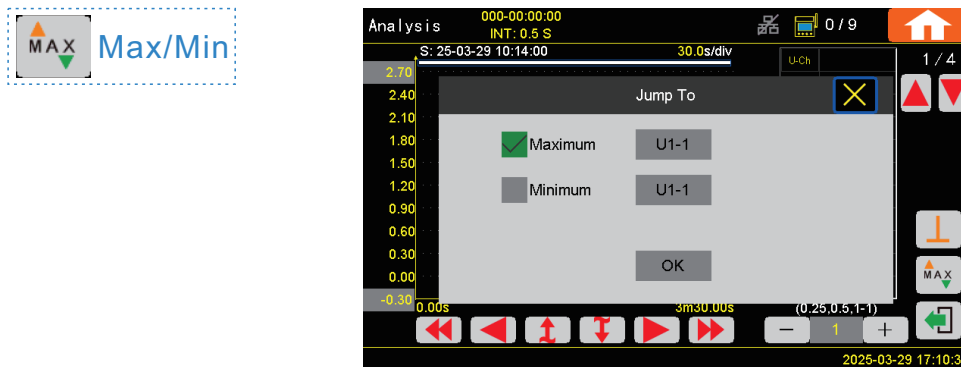 MAX
Max/Min
Analysis
000-00:00:00
INT: 0.5 S
0 / 9
S: 25-03-29 10:14:00
30.0s/div
U-Ch
1 / 4
2.70
2.40
2.10
1.80
1.50
1.20
0.90
0.60
0.30
0.00
-0.30
Jump To
Maximum
U1-1
Minimum
U1-1
OK
MAX
0.00s
3m30.00s
(0.25,0.5,1-1)
1
2025-03-29 17:10:3